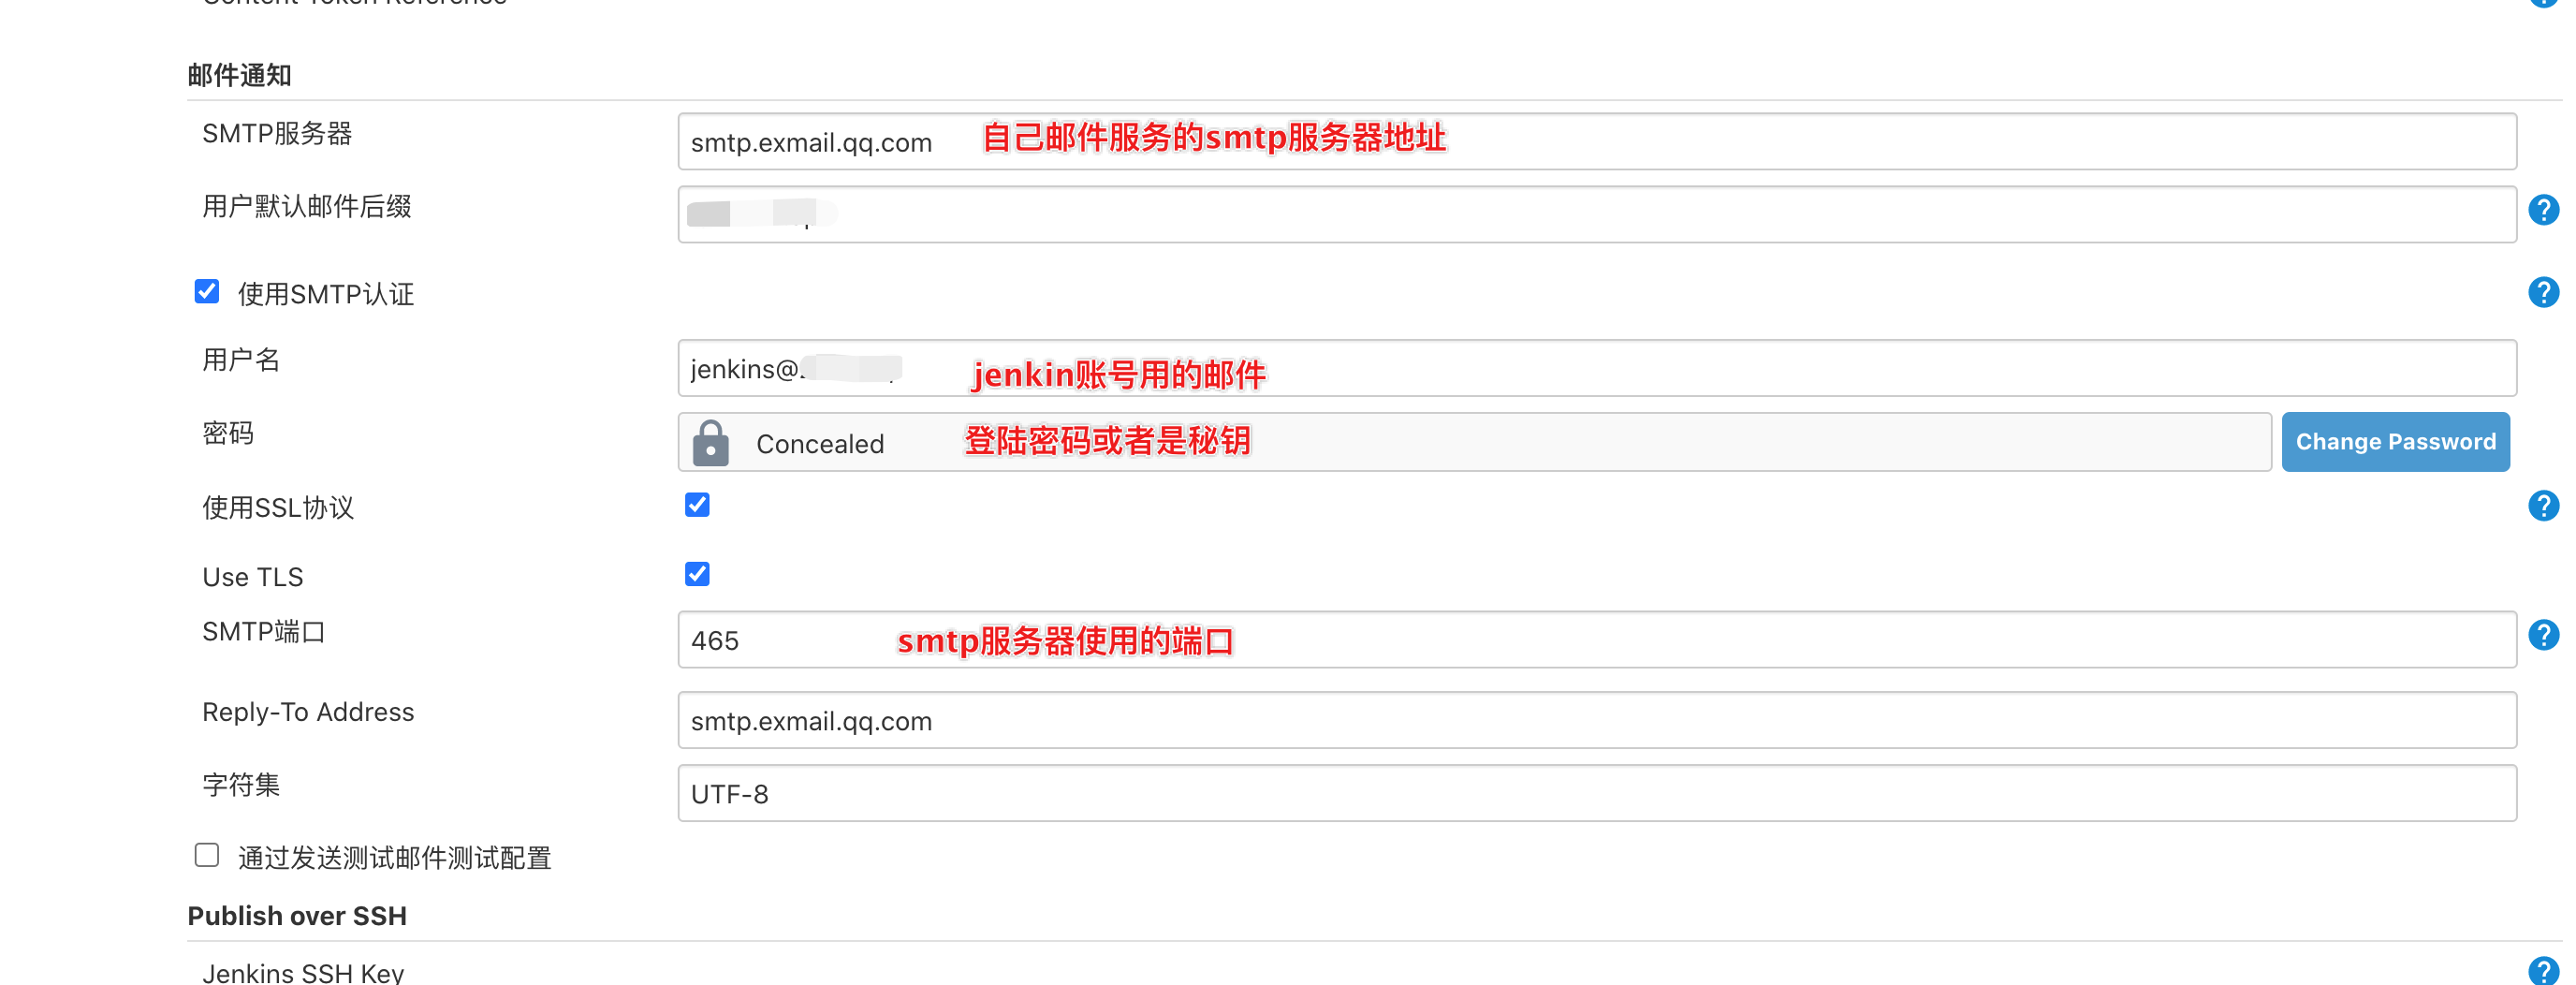 Content Token Reference
邮件通知
SMTP服务器
smtp.exmail.qq.com
自己邮件服务的smtp服务器地址
用户默认邮件后缀
使用SMTP认证
用户名
jenkins@
jenkin账号用的邮件
密码
Concealed
登陆密码或者是秘钥
Change Password
使用SSL协议
Use TLS
SMTP端口
465
smtp服务器使用的端口
Reply-To Address
smtp.exmail.qq.com
字符集
UTF-8
通过发送测试邮件测试配置
Publish over SSH
Jenkins SSH Key